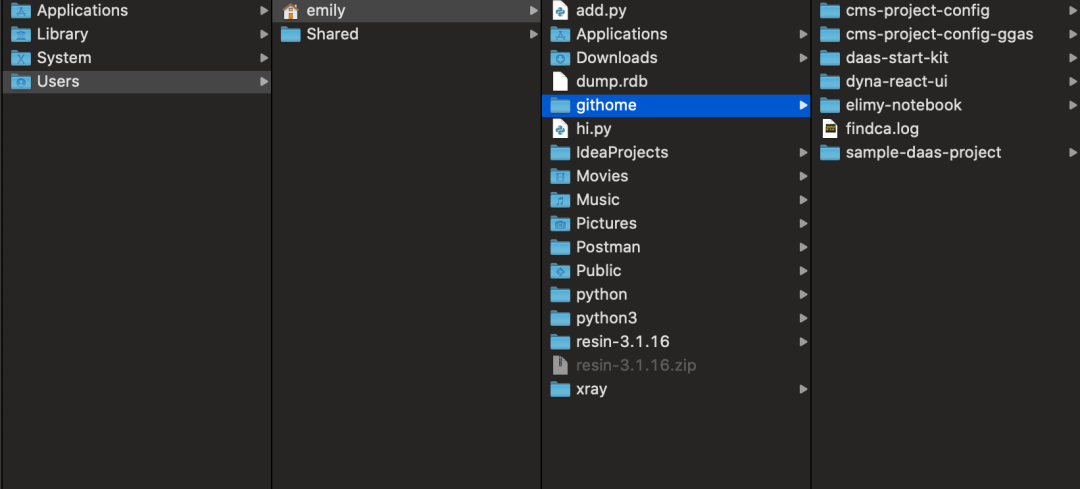 Applications
Library
System
Users
emily
Shared
add.py
Applications
Downloads
dump.rdb
githome
hi.py
IdeaProjects
Movies
Music
Pictures
Postman
Public
python
python3
resin-3.1.16
resin-3.1.16.zip
xray
cms-project-config
cms-project-config-ggas
daas-start-kit
dyna-react-ui
elimy-notebook
findca.log
sample-daas-project